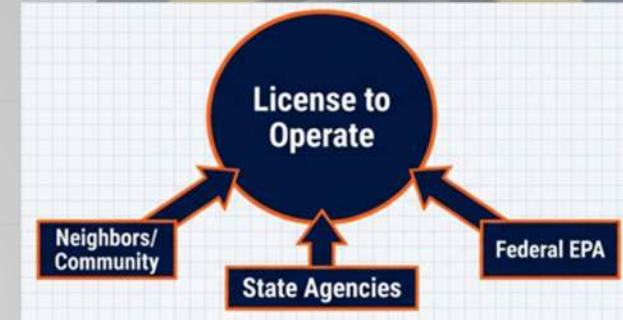 License to
Operate
Neighbors/
Community
State Agencies
Federal EPA